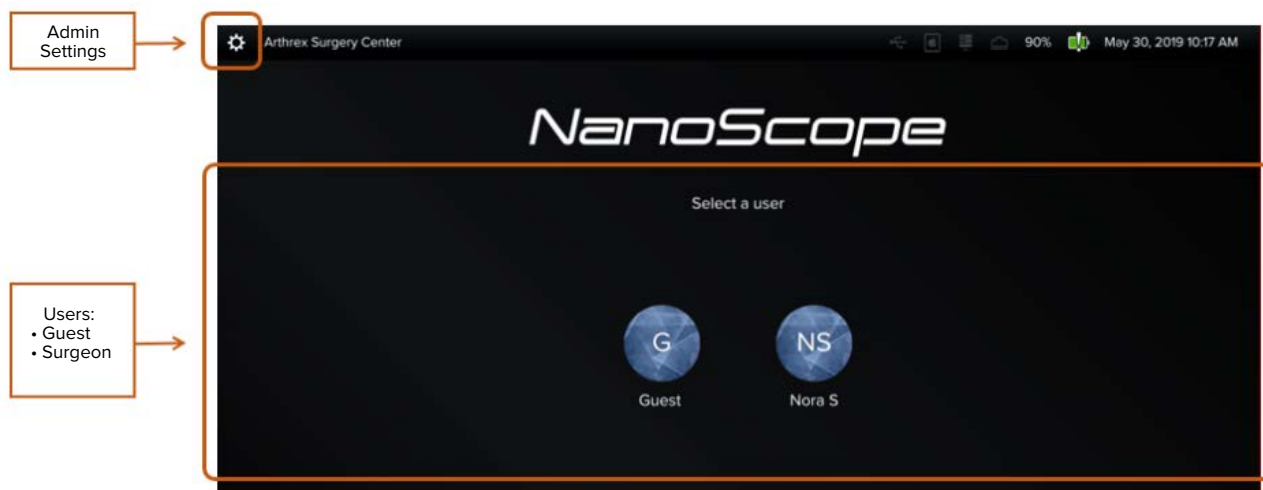 Admin
Settings
Arthrex Surgery Center
90%
May 30, 2019 10:17 AM
NanoScope
Select a user
Users:
• Guest
• Surgeon
G
NS
Guest
Nora S